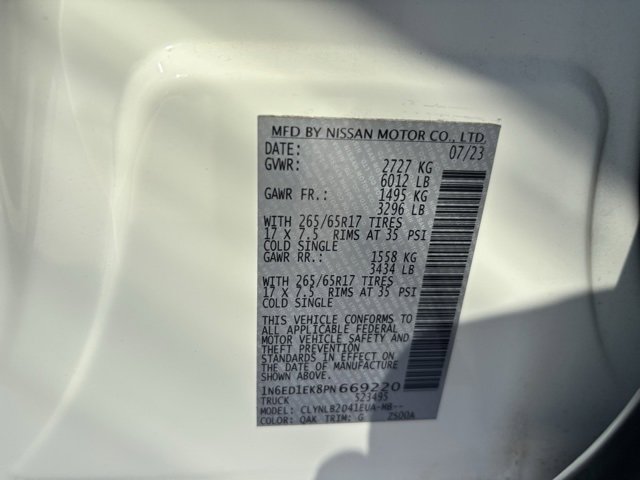 MFD BY NISSAN MOTOR CO., LTD.
DATE: 07/23
GVWR: 2727 KG
6012 LB
GAWR FR.: 1495 KG
3296 LB
WITH 265/65R17 TIRES
17 X 7.5 RIMS AT 35 PSI
COLD SINGLE
GAWR RR.: 1558 KG
3434 LB
WITH 265/65R17 TIRES
17 X 7.5 RIMS AT 35 PSI
COLD SINGLE
THIS VEHICLE CONFORMS TO
ALL APPLICABLE FEDERAL
MOTOR VEHICLE SAFETY AND
THEFT PREVENTION
STANDARDS IN EFFECT ON
THE DATE OF MANUFACTURE
SHOWN ABOVE.
1N6ED1EK8PN669220
TRUCK 523495
MODEL: CLYNLB2041EUA-MB--
COLOR: QAK TRIM: G 2500A